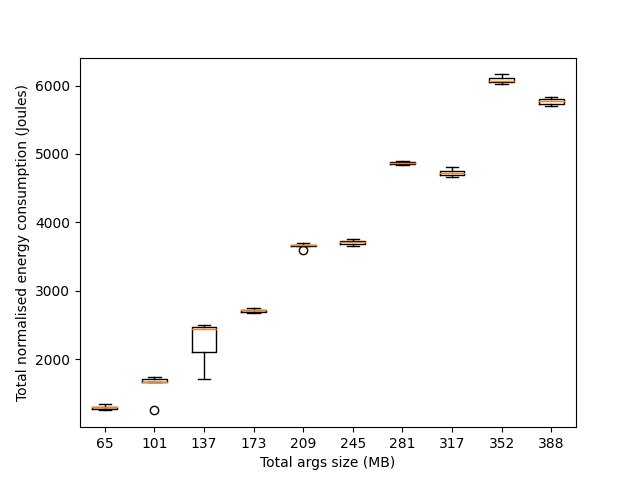 Total normalised energy consumption (Joules)
6000
5000
4000
3000
2000
65 101 137 173 209 245 281 317 352 388
Total args size (MB)